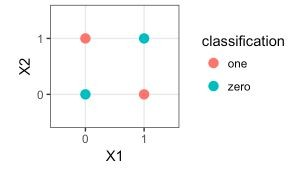 1
0
X2
0 1
X1
classification
one
zero